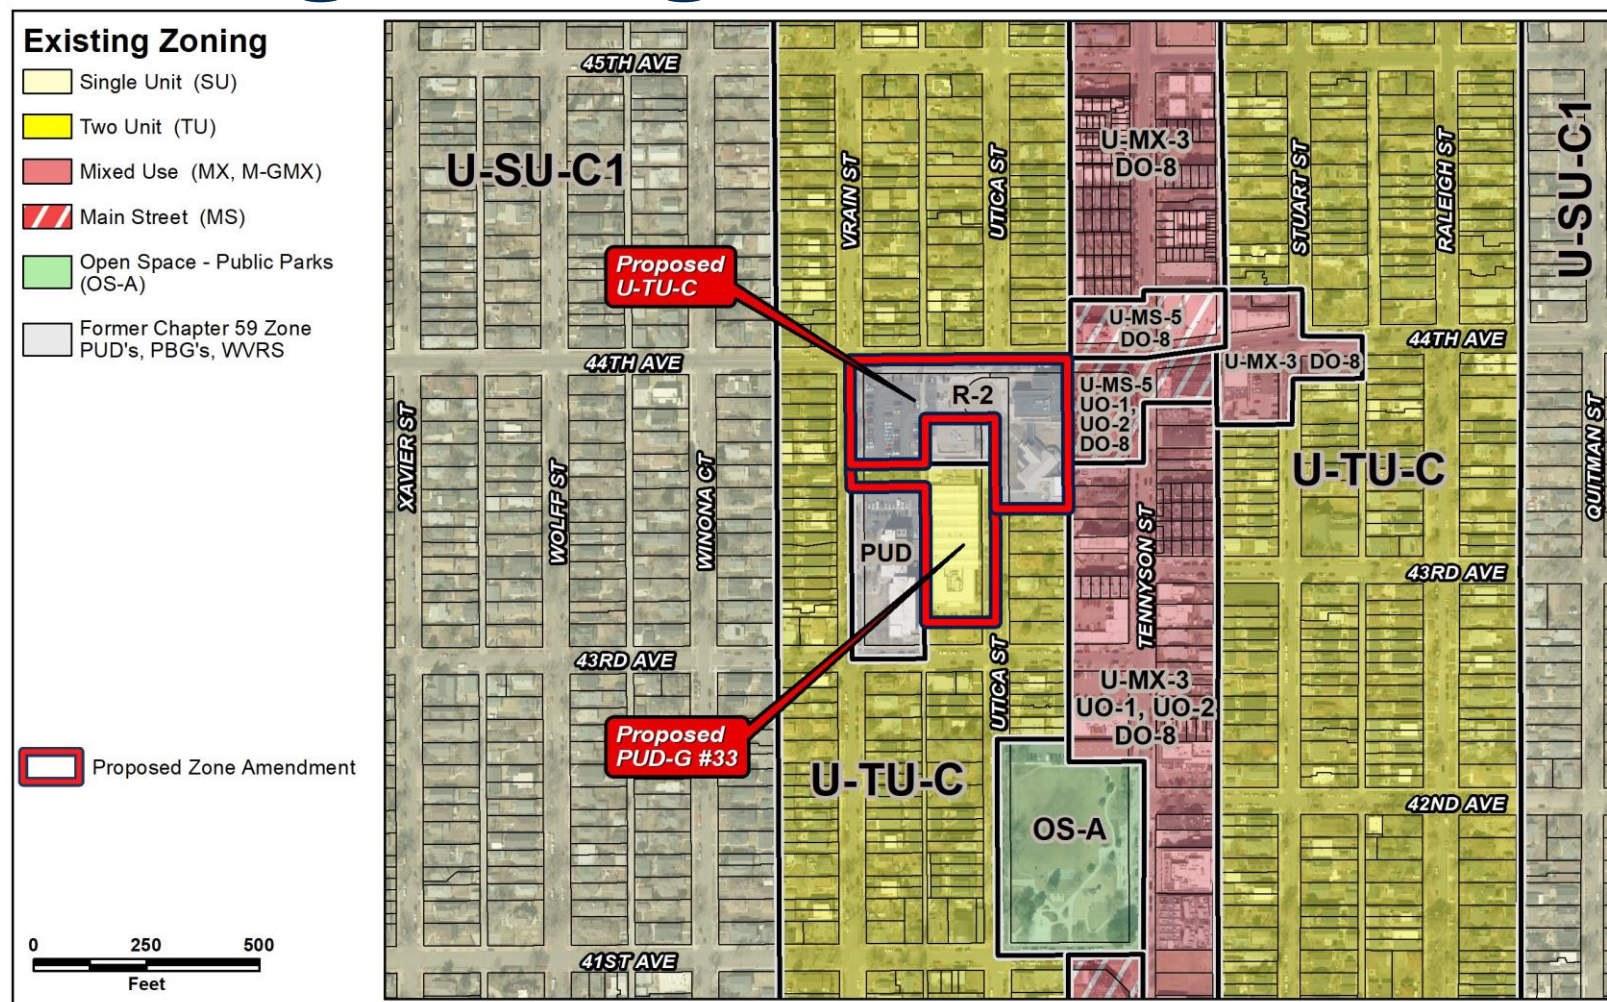 Existing Zoning
Single Unit (SU)
Two Unit (TU)
Mixed Use (MX, M-GMX)
Main Street (MS)
Open Space - Public Parks
(OS-A)
Former Chapter 59 Zone
PUD's, PBG's, WVRS
Proposed Zone Amendment
0 250 500
Feet
45TH AVE
U-SU-C1
VRAIN ST
UTICA ST
U-MX-3
DO-8
STUART ST
RALEIGH ST
U-SU-C1
Proposed
U-TU-C
U-MS-5
DO-8
44TH AVE
44TH AVE
U-MX-3
DO-8
R-2
U-MS-5
UO-1,
UO-2
DO-8
XAVIER ST
WOLFF ST
WINONA CT
U-TU-C
QUITMAN ST
PUD
TENNYSON ST
43RD AVE
43RD AVE
UTICA ST
U-MX-3
UO-1, UO-2
DO-8
Proposed
PUD-G #33
U-TU-C
OS-A
42ND AVE
41ST AVE